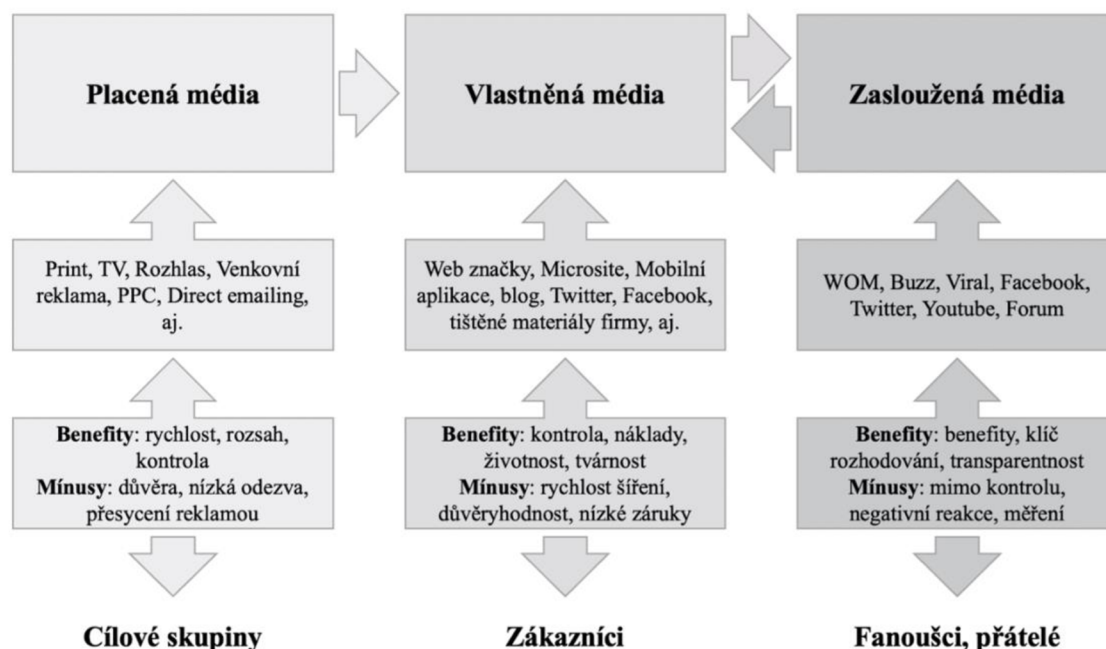 Placená média
Vlastněná média
Zasloužená média
Print, TV, Rozhlas, Venkovní
reklama, PPC, Direct emailing,
aj.
Web značky, Microsite, Mobilní
aplikace, blog, Twitter, Facebook,
tištěné materiály firmy, aj.
WOM, Buzz, Viral, Facebook,
Twitter, Youtube, Forum
Benefity: rychlost, rozsah,
kontrola
Mínusy: důvěra, nízká odezva,
přesycení reklamou
Benefity: kontrola, náklady,
životnost, tvárnost
Mínusy: rychlost šíření,
důvěryhodnost, nízké záruky
Benefity: benefity, klíč
rozhodování, transparentnost
Mínusy: mimo kontrolu,
negativní reakce, měření
Cílové skupiny
Zákazníci
Fanoušci, přátelé